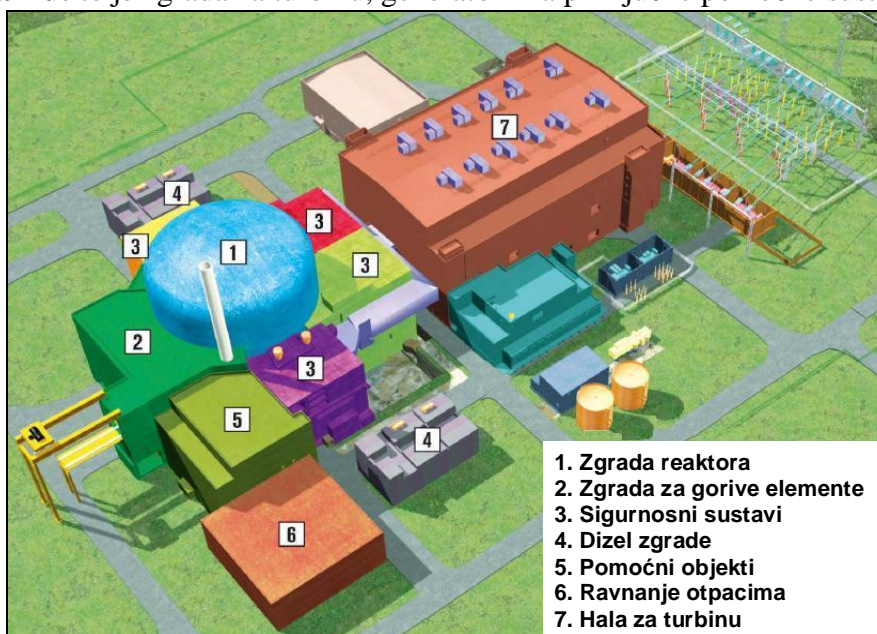 7
4
3
3
1
3
2
3
5
4
6
1. Zgrada reaktora
2. Zgrada za gorive elemente
3. Sigurnosni sustavi
4. Dizel zgrade
5. Pomoćni objekti
6. Ravnanje otpacima
7. Hala za turbinu